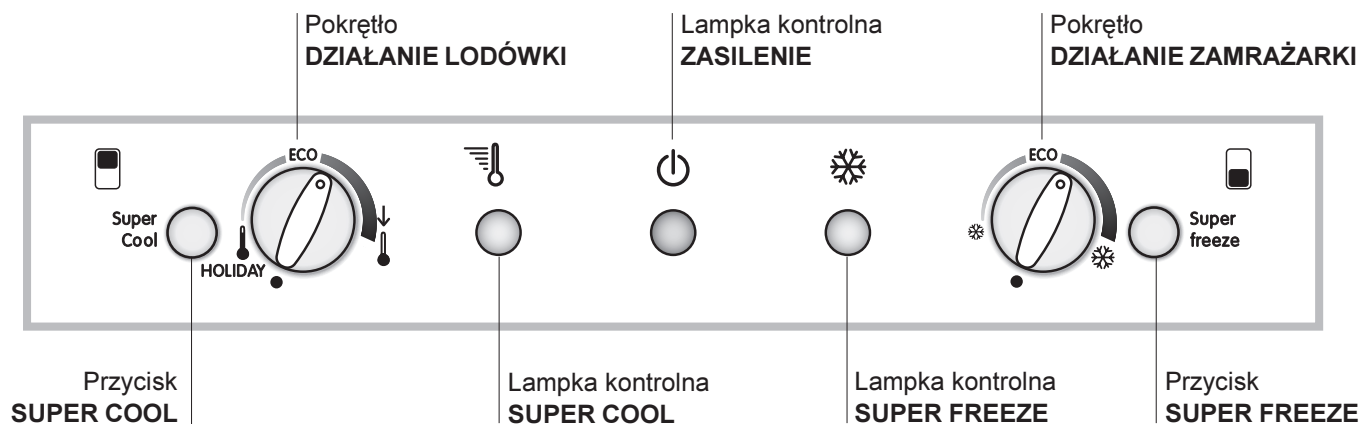 Pokrętło
DZIAŁANIE LODÓWKI
Lampka kontrolna
ZASILENIE
Pokrętło
DZIAŁANIE ZAMRAŻARKI
ECO
ECO
Super
Cool
HOLIDAY
Super
freeze
Przycisk
SUPER COOL
Lampka kontrolna
SUPER COOL
Lampka kontrolna
SUPER FREEZE
Przycisk
SUPER FREEZE